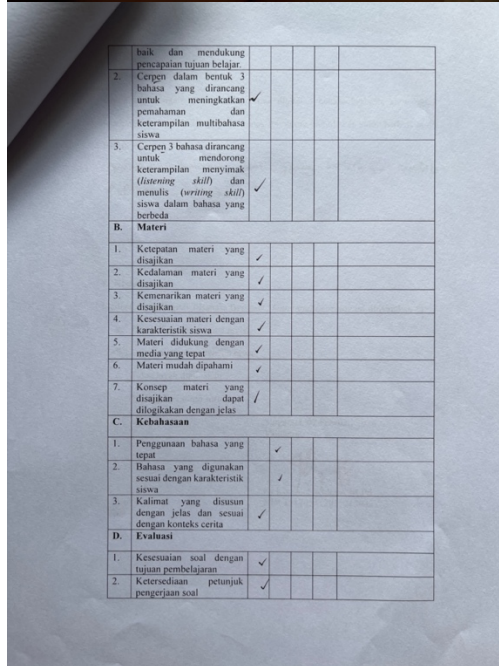 baik dan mendukung
pencapaian tujuan belajar.
2. Cerpen dalam bentuk 3
bahasa yang dirancang
untuk meningkatkan ✓
pemahaman dan
keterampilan multibahasa
siswa
3. Cerpen 3 bahasa dirancang
untuk mendorong
keterampilan menyimak
(listening skill) dan
menulis (writing skill) ✓
siswa dalam bahasa yang
berbeda
B. Materi
1. Ketepatan materi yang
disajikan ✓
2. Kedalaman materi yang
disajikan ✓
3. Kemenarikan materi yang
disajikan ✓
4. Kesesuaian materi dengan
karakteristik siswa ✓
5. Materi didukung dengan
media yang tepat ✓
6. Materi mudah dipahami ✓
7. Konsep materi yang
disajikan dapat ✓
dilogikakan dengan jelas
C. Kebahasaan
1. Penggunaan bahasa yang ✓
tepat
2. Bahasa yang digunakan
sesuai dengan karakteristik ✓
siswa
3. Kalimat yang disusun
dengan jelas dan sesuai ✓
dengan konteks cerita
D. Evaluasi
1. Kesesuaian soal dengan ✓
tujuan pembelajaran
2. Ketersediaan petunjuk ✓
pengerjaan soal